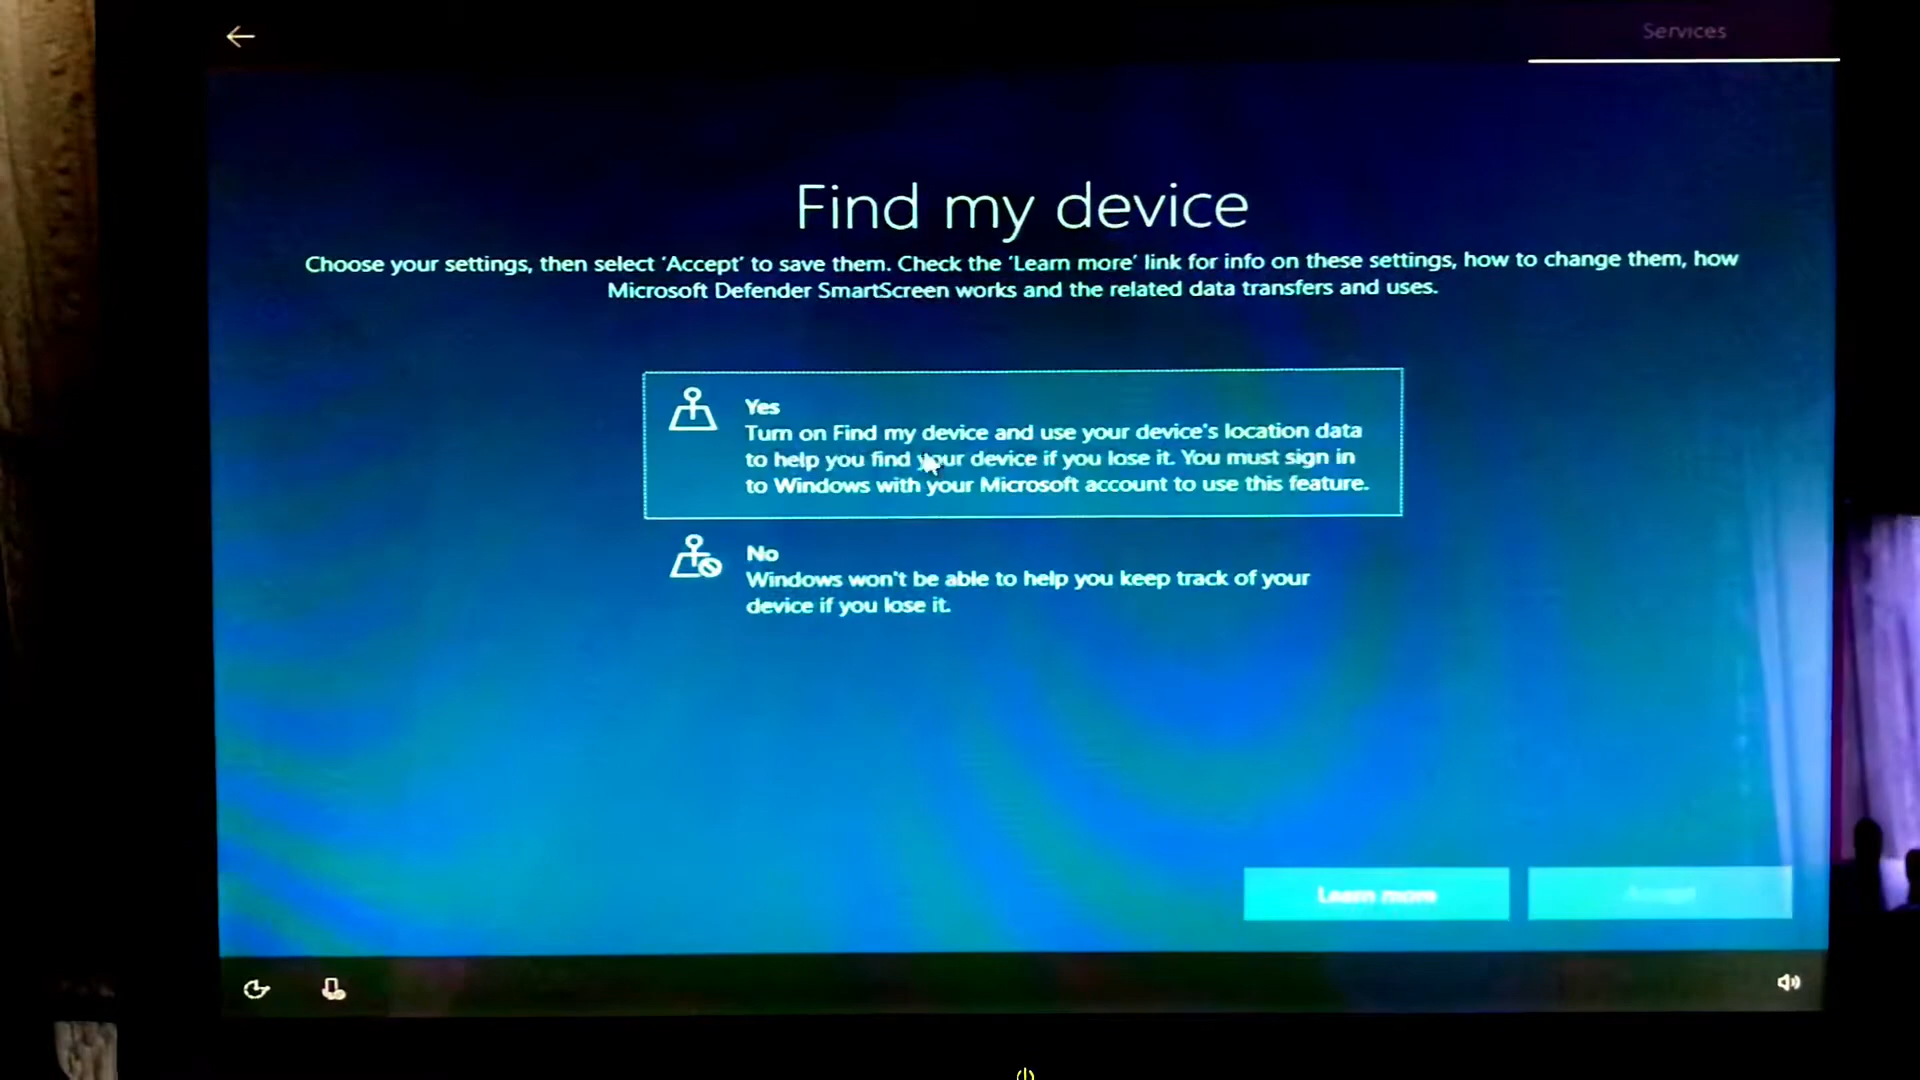 Services
Find my device
Choose your settings, then select ‘Accept’ to save them. Check the ‘Learn more’ link for info on these settings, how to change them, how
Microsoft Defender SmartScreen works and the related data transfers and uses.
Yes
Turn on Find my device and use your device's location data
to help you find your device if you lose it. You must sign in
to Windows with your Microsoft account to use this feature.
No
Windows won't be able to help you keep track of your
device if you lose it.
Learn more
Accept